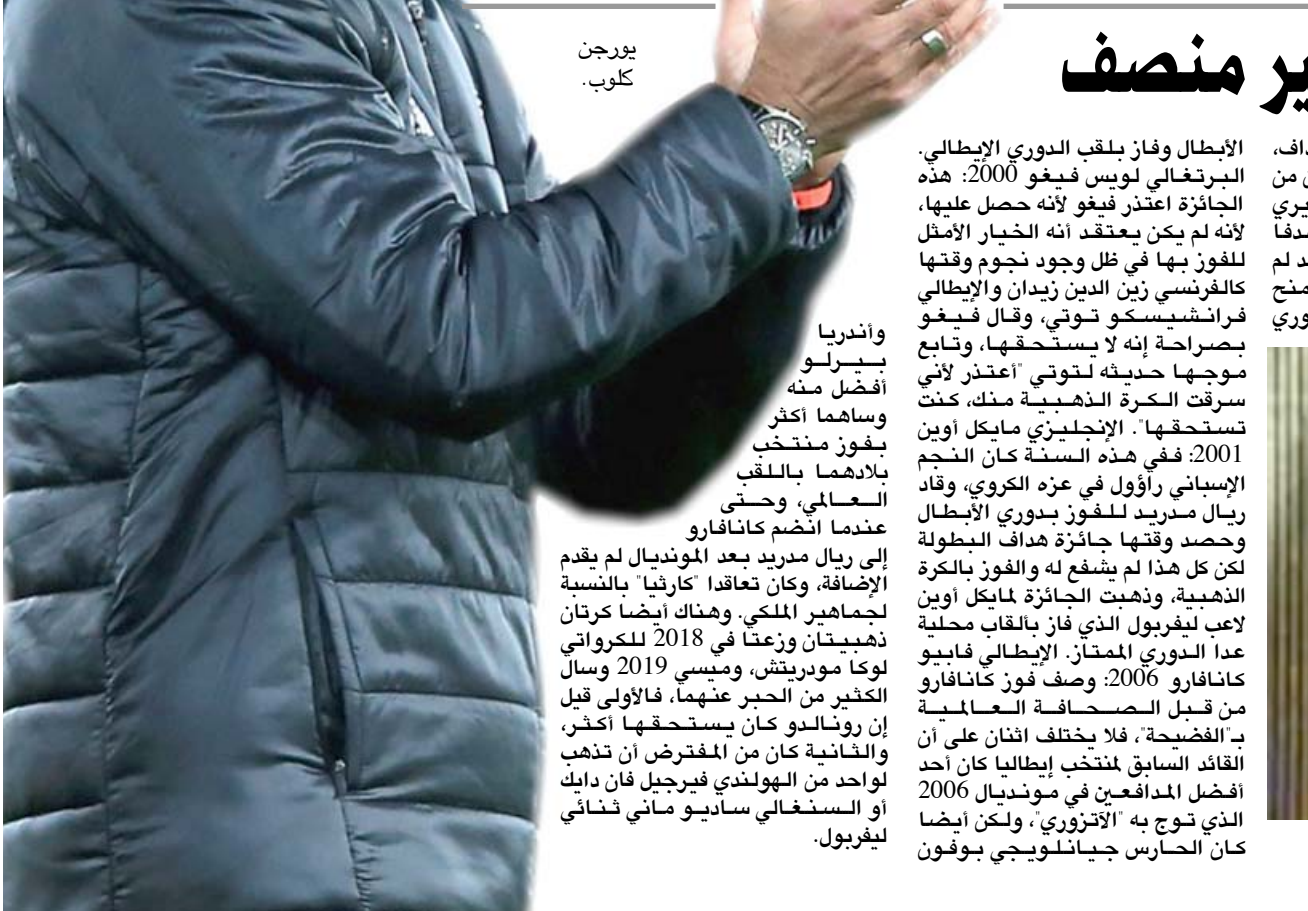 ير منصف
يورجن
كلوب.
داف،
من
يري
دفا
د لم
منح
وري
الأبطال وفاز بلقب الدوري الإيطالي.
البرتغالي لويس فيغو 2000: هذه
الجائزة اعتذر فيغو لأنه حصل عليها،
لأنه لم يكن يعتقد أنه الخيار الأمثل
للفوز بها في ظل وجود نجوم وقتها
كالفرنسي زين الدين زيدان والإيطالي
فرانشيسكو توتي، وقال فيغو
بصراحة إنه لا يستحقها، وتابع
موجها حديثه لتوتي "أعتذر لأني
سرقت الكرة الذهبية منك، كنت
تستحقها". الإنجليزي مايكل أوين
2001: ففي هذه السنة كان النجم
الإسباني راؤول في عزه الكروي، وقاد
ريال مدريد للفوز بدوري الأبطال
وحصد وقتها جائزة هداف البطولة
لكن كل هذا لم يشفع له والفوز بالكرة
الذهبية، وذهبت الجائزة لمايكل أوين
لاعب ليفربول الذي فاز بألقاب محلية
عدا الدوري الممتاز. الإيطالي فابيو
كانافارو 2006: وصف فوز كانافارو
من قبل الصحافة العالمية
بـ"الفضيحة"، فلا يختلف اثنان على أن
القائد السابق لمنتخب إيطاليا كان أحد
أفضل المدافعين في مونديال 2006
الذي توج به "الآتزوري"، ولكن أيضا
كان الحارس جيانلويجي بوفون
وأندريا
بيرلو
أفضل منه
وساهما أكثر
بفوز منتخب
بلادهما باللقب
العالمي، وحتى
عندما انضم كانافارو
إلى ريال مدريد بعد المونديال لم يقدم
الإضافة، وكان تعاقدا "كارثيا" بالنسبة
لجماهير الملكي. وهناك أيضا كرتان
ذهبيتان وزعتا في 2018 للكرواتي
لوكا مودريتش، وميسي 2019 وسال
الكثير من الحبر عنهما، فالأولى قيل
إن رونالدو كان يستحقها أكثر،
والثانية كان من المفترض أن تذهب
لواحد من الهولندي فيرجيل فان دايك
أو السنغالي ساديو ماني ثنائي
ليفربول.